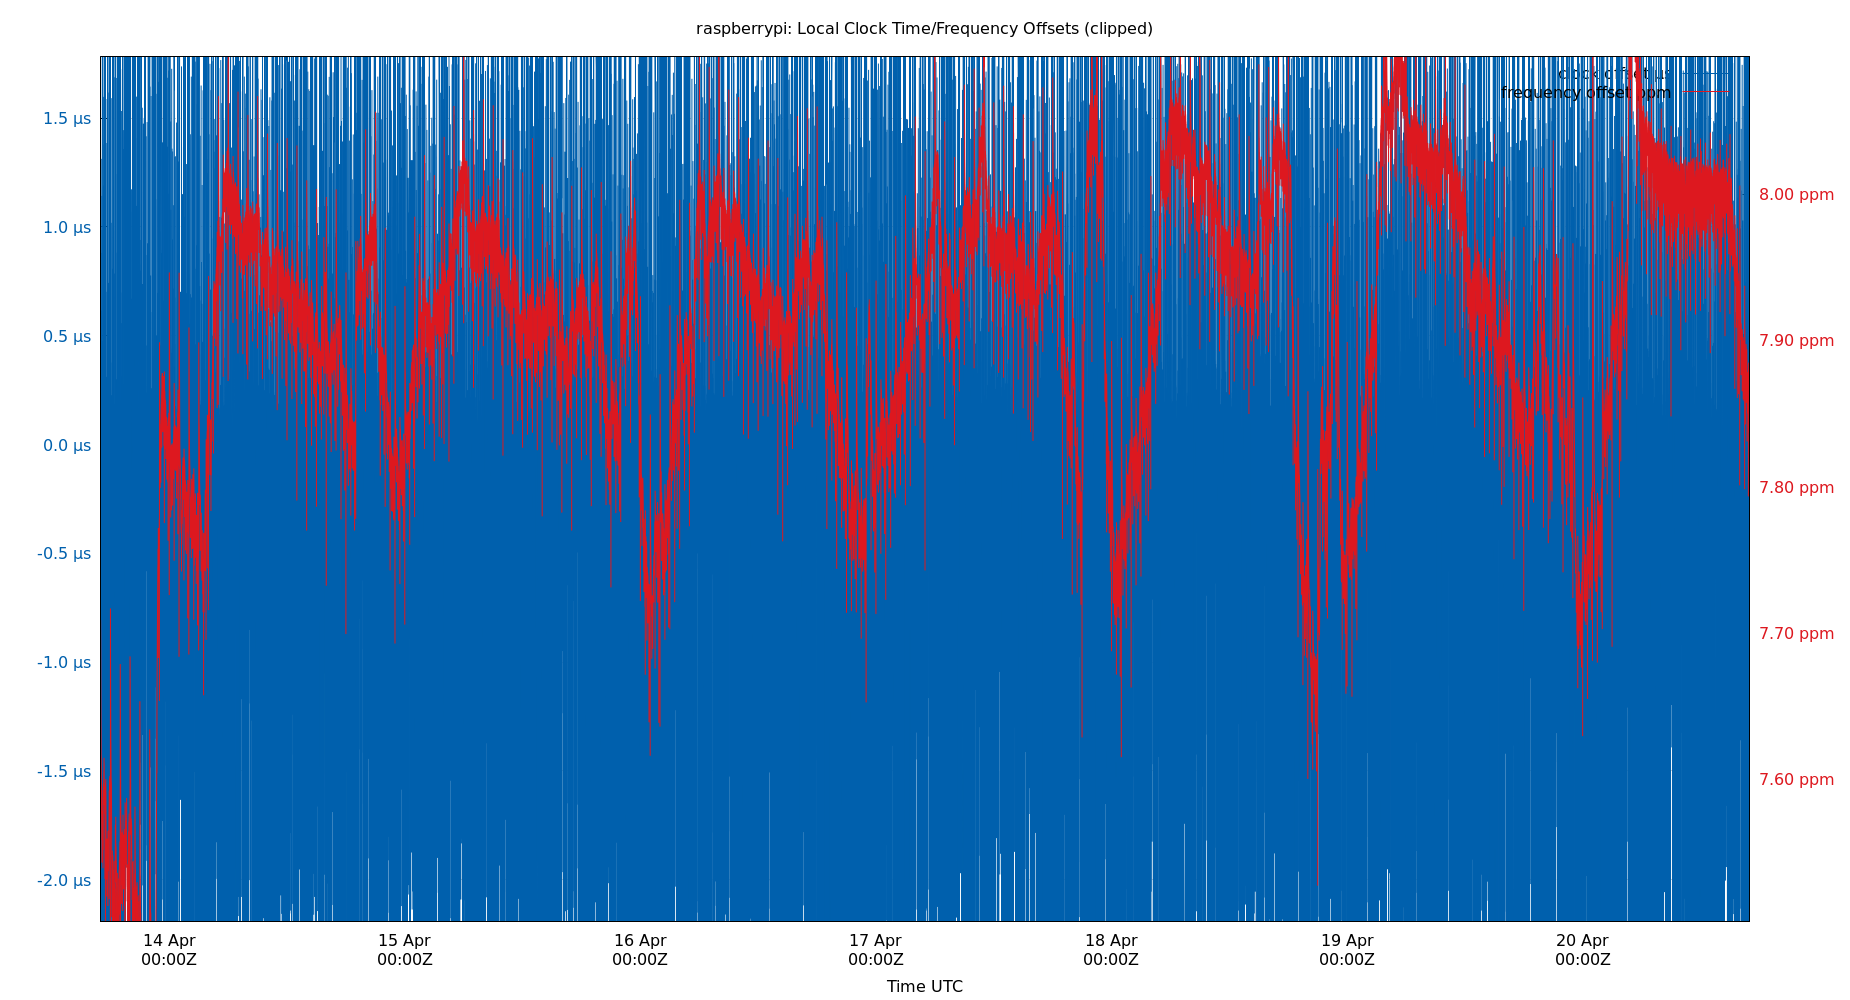 raspberrypi: Local Clock Time/Frequency Offsets (clipped)
clock offset µs
frequency offset ppm
1.5 µs
1.0 µs
0.5 µs
0.0 µs
-0.5 µs
-1.0 µs
-1.5 µs
-2.0 µs
8.00 ppm
7.90 ppm
7.80 ppm
7.70 ppm
7.60 ppm
14 Apr
00:00Z
15 Apr
00:00Z
16 Apr
00:00Z
17 Apr
00:00Z
18 Apr
00:00Z
19 Apr
00:00Z
20 Apr
00:00Z
Time UTC